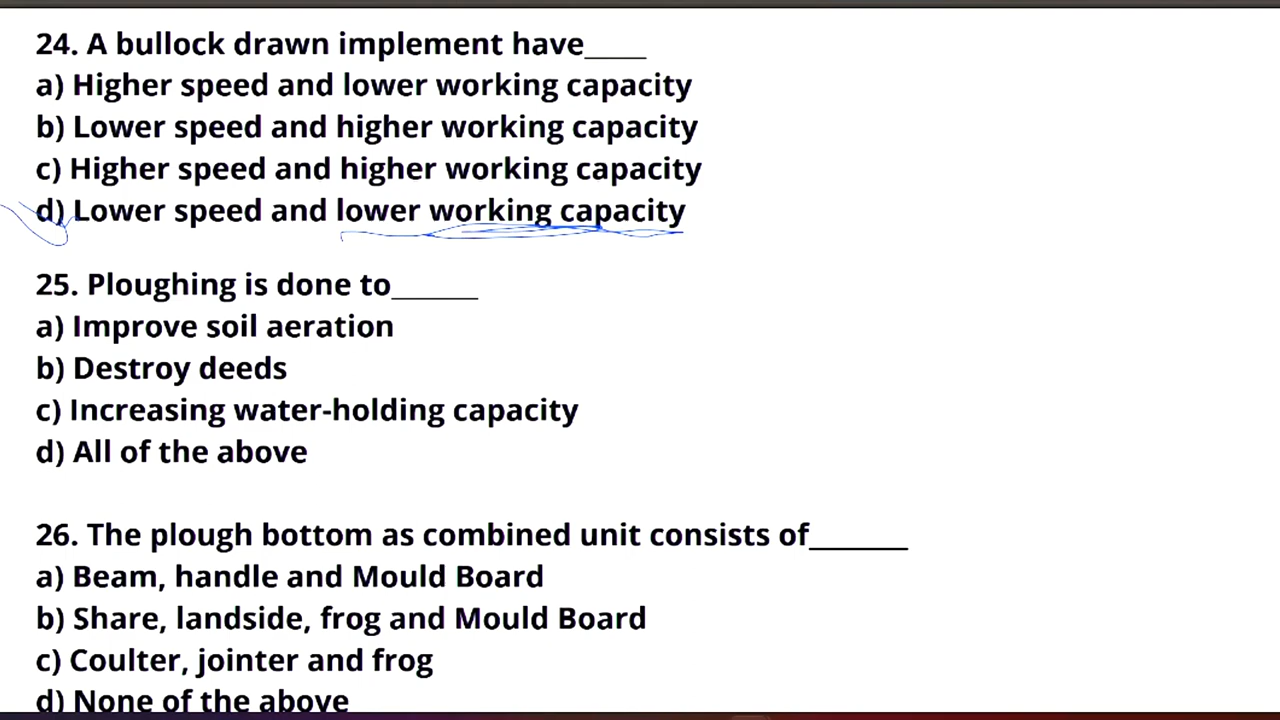 24. A bullock drawn implement have_____
a) Higher speed and lower working capacity
b) Lower speed and higher working capacity
c) Higher speed and higher working capacity
d) Lower speed and lower working capacity
25. Ploughing is done to_______
a) Improve soil aeration
b) Destroy deeds
c) Increasing water-holding capacity
d) All of the above
26. The plough bottom as combined unit consists of________
a) Beam, handle and Mould Board
b) Share, landside, frog and Mould Board
c) Coulter, jointer and frog
d) None of the above